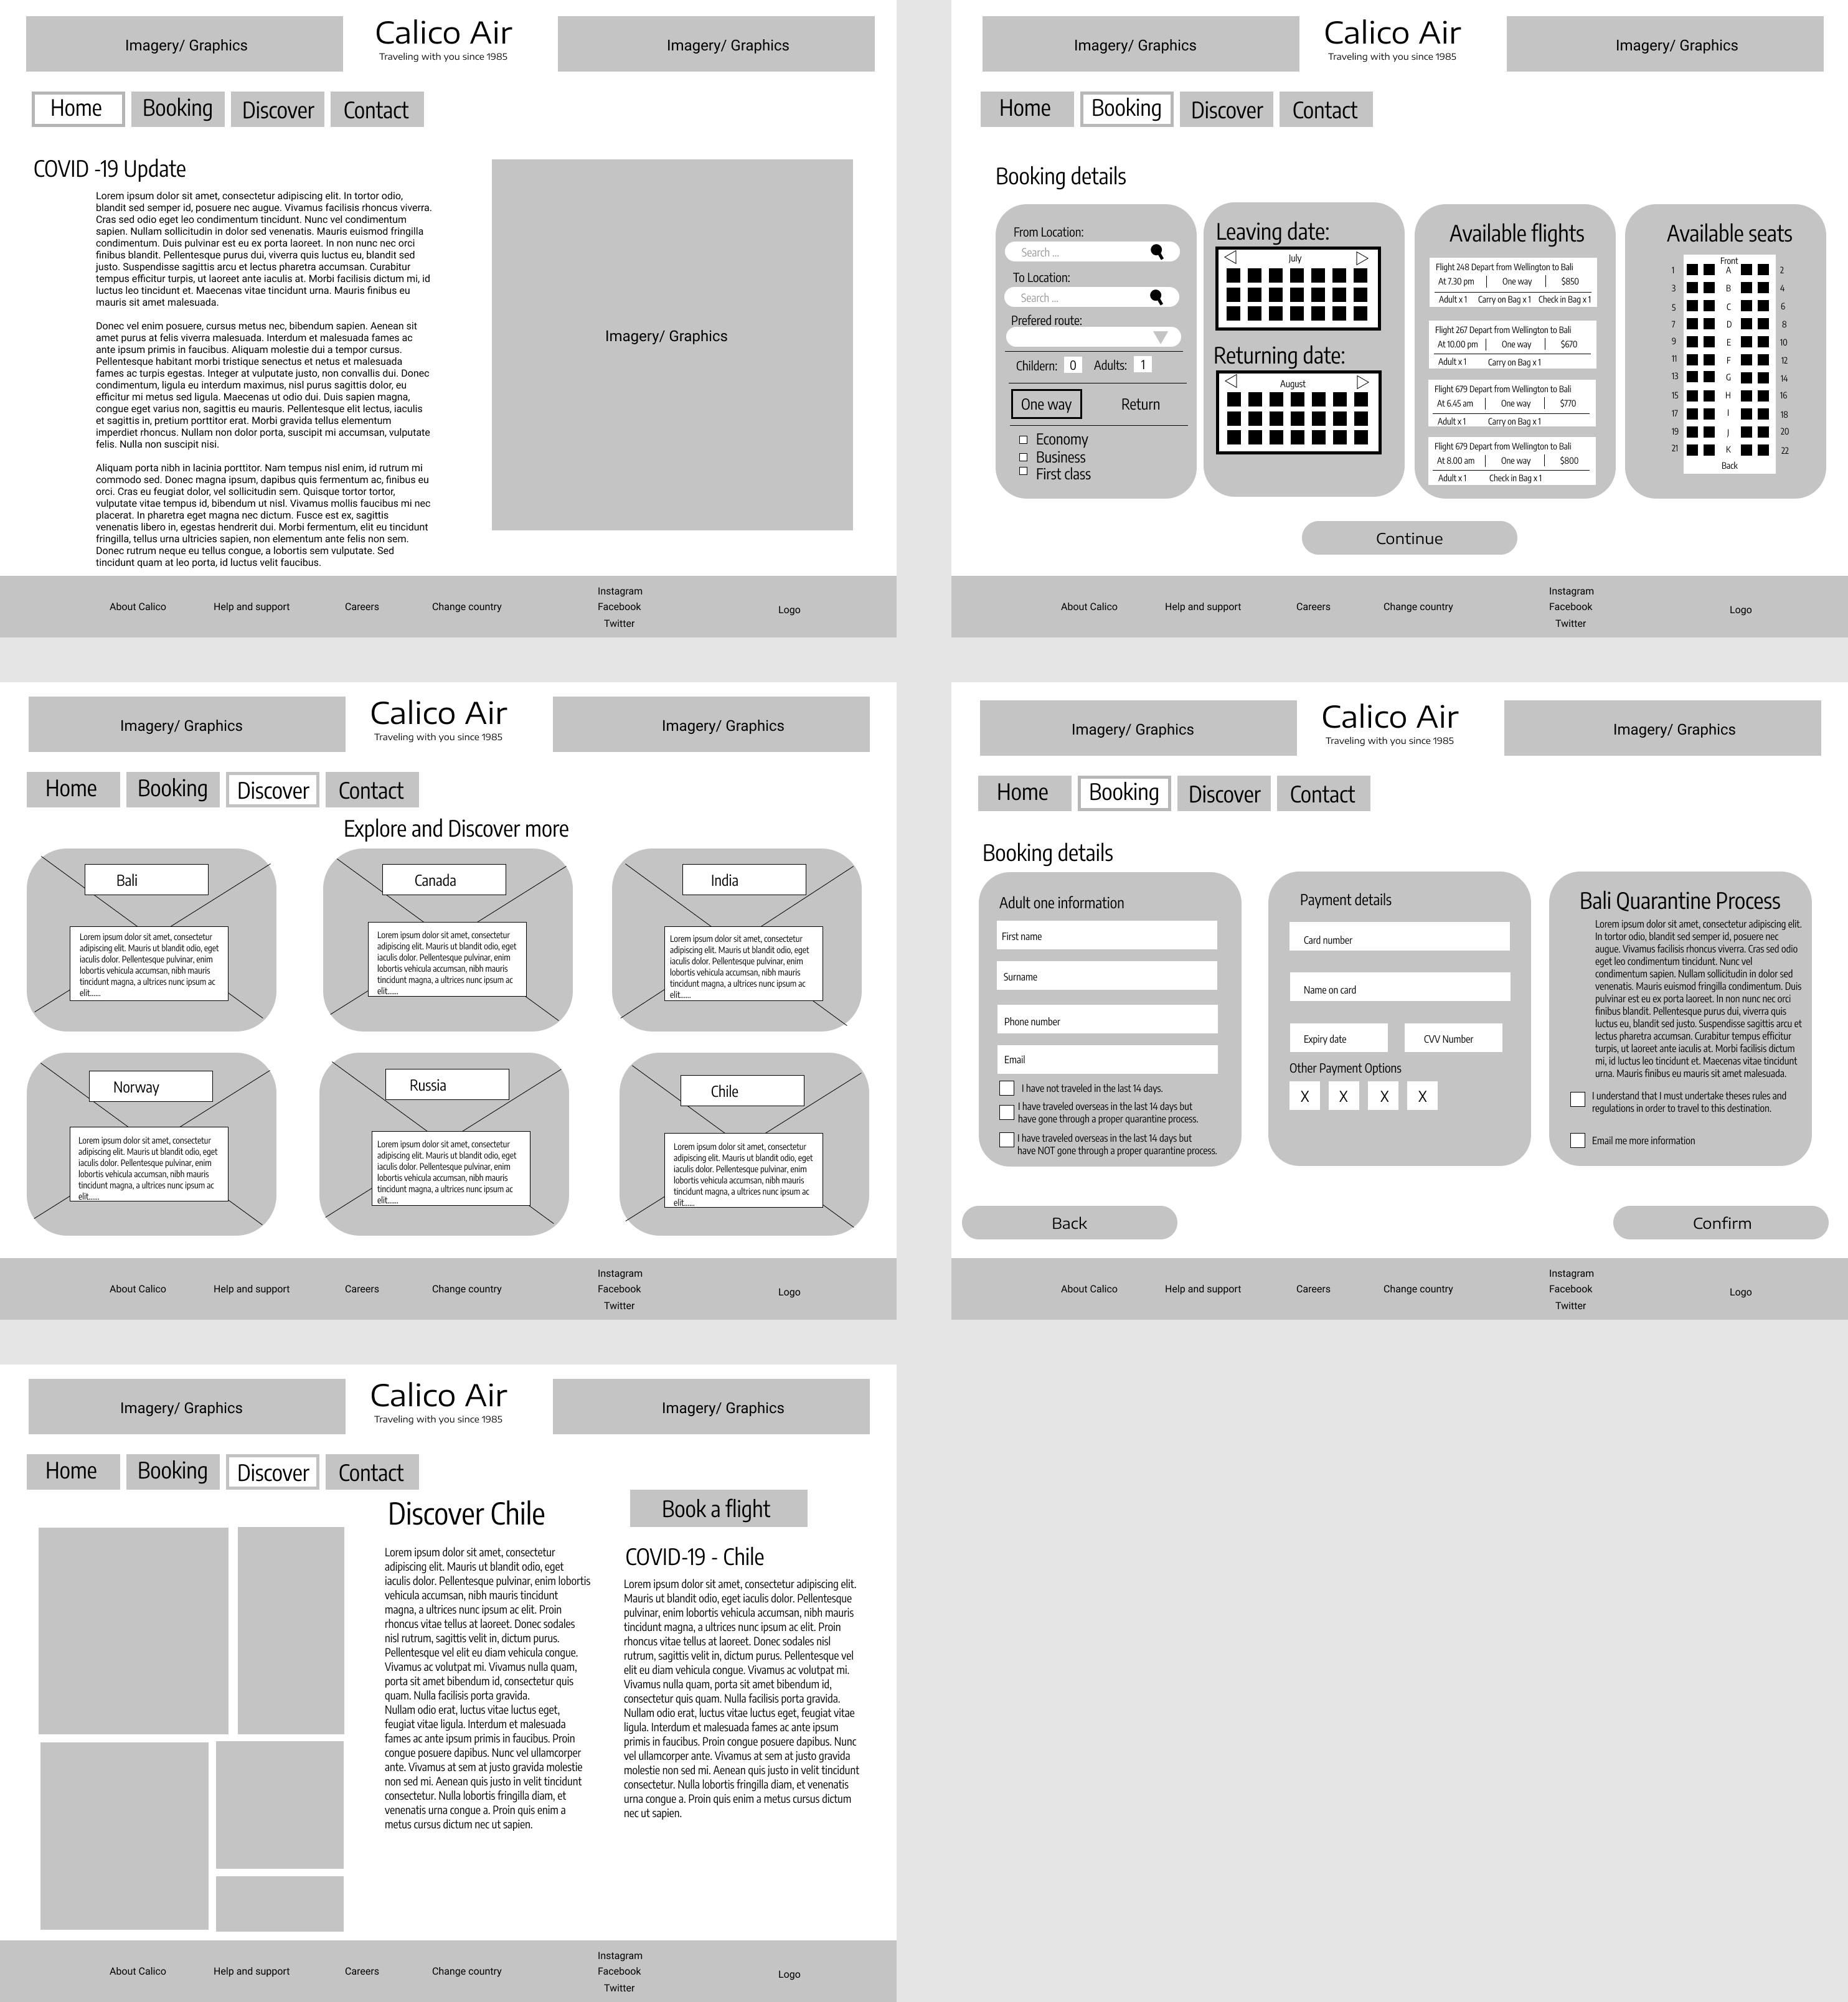 Imagery/ Graphics
Calico Air
Traveling with you since 1985
Imagery/ Graphics
Home
Booking
Discover
Contact
COVID -19 Update
Lorem ipsum dolor sit amet, consectetur adipiscing elit. In tortor odio,
blandit sed semper id, posuere nec augue. Vivamus facilisis rhoncus viverra.
Cras sed odio eget leo condimentum tincidunt. Nunc vel condimentum
sapien. Nullam sollicitudin in dolor sed venenatis. Mauris euismod fringilla
condimentum. Duis pulvinar est eu ex porta laoreet. In non nunc nec orci
finibus blandit. Pellentesque purus dui, viverra quis luctus eu, blandit sed
justo. Suspendisse sagittis arcu et lectus pharetra accumsan. Curabitur
tempus efficitur turpis, ut laoreet ante iaculis at. Morbi facilisis dictum mi, id
luctus leo tincidunt et. Maecenas vitae tincidunt urna. Mauris finibus eu
mauris sit amet malesuada.
Donec vel enim posuere, cursus metus nec, bibendum sapien. Aenean sit
amet purus at felis viverra malesuada. Interdum et malesuada fames ac
ante ipsum primis in faucibus. Aliquam molestie dui a tempor cursus.
Pellentesque habitant morbi tristique senectus et netus et malesuada
fames ac turpis egestas. Integer at vulputate justo, non convallis dui. Donec
condimentum, ligula eu interdum maximus, nisl purus sagittis dolor, eu
efficitur mi metus sed ligula. Maecenas ut odio dui. Duis sapien magna,
congue eget varius non, sagittis eu mauris. Pellentesque elit lectus, iaculis
et sagittis in, pretium porttitor erat. Morbi gravida tellus elementum
imperdiet rhoncus. Nullam non dolor porta, suscipit mi accumsan, vulputate
felis. Nulla non suscipit nisi.
Aliquam porta nibh in lacinia porttitor. Nam tempus nisl enim, id rutrum mi
commodo sed. Donec magna ipsum, dapibus quis fermentum ac, finibus eu
orci. Cras eu feugiat dolor, vel sollicitudin sem. Quisque tortor tortor,
vulputate vitae tempus id, bibendum ut nisl. Vivamus mollis faucibus mi nec
placerat. In pharetra eget magna nec dictum. Fusce est ex, sagittis
venenatis libero in, egestas hendrerit dui. Morbi fermentum, elit eu tincidunt
fringilla, tellus urna ultricies sapien, non elementum ante felis non sem.
Donec rutrum neque eu tellus congue, a lobortis sem vulputate. Sed
tincidunt quam at leo porta, id luctus velit faucibus.
Imagery/ Graphics
About Calico
Help and support
Careers
Change country
Instagram
Facebook
Twitter
Logo
Imagery/ Graphics
Calico Air
Traveling with you since 1985
Imagery/ Graphics
Home
Booking
Discover
Contact
Booking details
From Location:
Search ...
To Location:
Search ...
Prefered route:
Childern: 0 Adults: 1
One way
Return
Economy
Business
First class
Leaving date:
July
Returning date:
August
Available flights
Flight 248 Depart from Wellington to Bali
At 7.30 pm One way $850
Adult x 1 Carry on Bag x 1 Check in Bag x 1
Flight 267 Depart from Wellington to Bali
At 10.00 pm One way $670
Adult x 1 Carry on Bag x 1
Flight 679 Depart from Wellington to Bali
At 6.45 am One way $770
Adult x 1 Carry on Bag x 1
Flight 679 Depart from Wellington to Bali
At 8.00 am One way $800
Adult x 1 Check in Bag x 1
Available seats
Front
1 A 2
3 B 4
5 C 6
7 D 8
9 E 10
11 F 12
13 G 14
15 H 16
17 I 18
19 J 20
21 K 22
Back
Continue
About Calico
Help and support
Careers
Change country
Instagram
Facebook
Twitter
Logo
Imagery/ Graphics
Calico Air
Traveling with you since 1985
Imagery/ Graphics
Home
Booking
Discover
Contact
Explore and Discover more
Bali
Lorem ipsum dolor sit amet, consectetur
adipiscing elit. Mauris ut blandit odio, eget
iaculis dolor. Pellentesque pulvinar, enim
lobortis vehicula accumsan, nibh mauris
tincidunt magna, a ultrices nunc ipsum ac
elit......
Canada
Lorem ipsum dolor sit amet, consectetur
adipiscing elit. Mauris ut blandit odio, eget
iaculis dolor. Pellentesque pulvinar, enim
lobortis vehicula accumsan, nibh mauris
tincidunt magna, a ultrices nunc ipsum ac
elit......
India
Lorem ipsum dolor sit amet, consectetur
adipiscing elit. Mauris ut blandit odio, eget
iaculis dolor. Pellentesque pulvinar, enim
lobortis vehicula accumsan, nibh mauris
tincidunt magna, a ultrices nunc ipsum ac
elit......
Norway
Lorem ipsum dolor sit amet, consectetur
adipiscing elit. Mauris ut blandit odio, eget
iaculis dolor. Pellentesque pulvinar, enim
lobortis vehicula accumsan, nibh mauris
tincidunt magna, a ultrices nunc ipsum ac
elit......
Russia
Lorem ipsum dolor sit amet, consectetur
adipiscing elit. Mauris ut blandit odio, eget
iaculis dolor. Pellentesque pulvinar, enim
lobortis vehicula accumsan, nibh mauris
tincidunt magna, a ultrices nunc ipsum ac
elit......
Chile
Lorem ipsum dolor sit amet, consectetur
adipiscing elit. Mauris ut blandit odio, eget
iaculis dolor. Pellentesque pulvinar, enim
lobortis vehicula accumsan, nibh mauris
tincidunt magna, a ultrices nunc ipsum ac
elit......
About Calico
Help and support
Careers
Change country
Instagram
Facebook
Twitter
Logo
Imagery/ Graphics
Calico Air
Traveling with you since 1985
Imagery/ Graphics
Home
Booking
Discover
Contact
Booking details
Adult one information
First name
Surname
Phone number
Email
I have not traveled in the last 14 days.
I have traveled overseas in the last 14 days but
have gone through a proper quarantine process.
I have traveled overseas in the last 14 days but
have NOT gone through a proper quarantine process.
Payment details
Card number
Name on card
Expiry date
CVV Number
Other Payment Options
X X X X
Bali Quarantine Process
Lorem ipsum dolor sit amet, consectetur adipiscing elit.
In tortor odio, blandit sed semper id, posuere nec
augue. Vivamus facilisis rhoncus viverra. Cras sed odio
eget leo condimentum tincidunt. Nunc vel
condimentum sapien. Nullam sollicitudin in dolor sed
venenatis. Mauris euismod fringilla condimentum. Duis
pulvinar est eu ex porta laoreet. In non nunc nec orci
finibus blandit. Pellentesque purus dui, viverra quis
luctus eu, blandit sed justo. Suspendisse sagittis arcu et
lectus pharetra accumsan. Curabitur tempus efficitur
turpis, ut laoreet ante iaculis at. Morbi facilisis dictum
mi, id luctus leo tincidunt et. Maecenas vitae tincidunt
urna. Mauris finibus eu mauris sit amet malesuada.
I understand that I must undertake theses rules and
regulations in order to travel to this destination.
Email me more information
Back
Confirm
About Calico
Help and support
Careers
Change country
Instagram
Facebook
Twitter
Logo
Imagery/ Graphics
Calico Air
Traveling with you since 1985
Imagery/ Graphics
Home
Booking
Discover
Contact
Discover Chile
Lorem ipsum dolor sit amet, consectetur
adipiscing elit. Mauris ut blandit odio, eget
iaculis dolor. Pellentesque pulvinar, enim lobortis
vehicula accumsan, nibh mauris tincidunt
magna, a ultrices nunc ipsum ac elit. Proin
rhoncus vitae tellus at laoreet. Donec sodales
nisl rutrum, sagittis velit in, dictum purus.
Pellentesque vel elit eu diam vehicula congue.
Vivamus ac volutpat mi. Vivamus nulla quam,
porta sit amet bibendum id, consectetur quis
quam. Nulla facilisis porta gravida.
Nullam odio erat, luctus vitae luctus eget,
feugiat vitae ligula. Interdum et malesuada
fames ac ante ipsum primis in faucibus. Proin
congue posuere dapibus. Nunc vel ullamcorper
ante. Vivamus at sem at justo gravida molestie
non sed mi. Aenean quis justo in velit tincidunt
consectetur. Nulla lobortis fringilla diam, et
venenatis urna congue a. Proin quis enim a
metus cursus dictum nec ut sapien.
Book a flight
COVID-19 - Chile
Lorem ipsum dolor sit amet, consectetur adipiscing elit.
Mauris ut blandit odio, eget iaculis dolor. Pellentesque
pulvinar, enim lobortis vehicula accumsan, nibh mauris
tincidunt magna, a ultrices nunc ipsum ac elit. Proin
rhoncus vitae tellus at laoreet. Donec sodales nisl
rutrum, sagittis velit in, dictum purus. Pellentesque vel
elit eu diam vehicula congue. Vivamus ac volutpat mi.
Vivamus nulla quam, porta sit amet bibendum id,
consectetur quis quam. Nulla facilisis porta gravida.
Nullam odio erat, luctus vitae luctus eget, feugiat vitae
ligula. Interdum et malesuada fames ac ante ipsum
primis in faucibus. Proin congue posuere dapibus. Nunc
vel ullamcorper ante. Vivamus at sem at justo gravida
molestie non sed mi. Aenean quis justo in velit tincidunt
consectetur. Nulla lobortis fringilla diam, et venenatis
urna congue a. Proin quis enim a metus cursus dictum
nec ut sapien.
About Calico
Help and support
Careers
Change country
Instagram
Facebook
Twitter
Logo